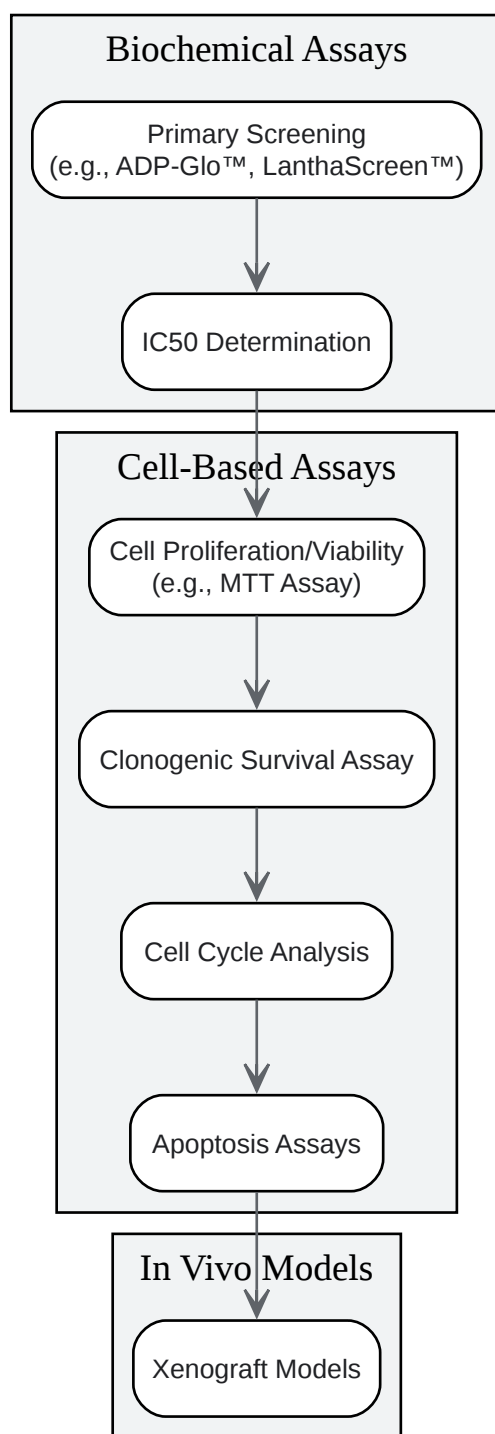 Biochemical Assays
Primary Screening
(e.g., ADP-Glo™, LanthaScreen™)
IC50 Determination
Cell-Based Assays
Cell Proliferation/Viability
(e.g., MTT Assay)
Clonogenic Survival Assay
Cell Cycle Analysis
Apoptosis Assays
In Vivo Models
Xenograft Models